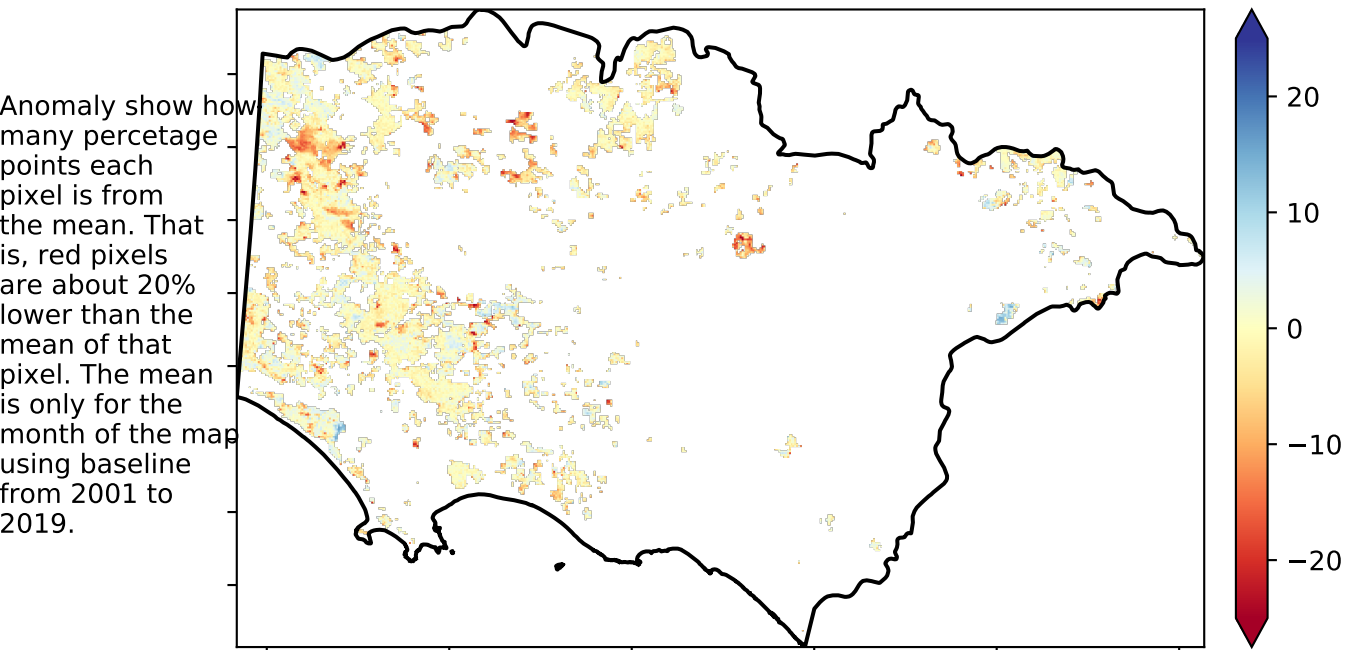 Anomaly show how
many percetage
points each
pixel is from
the mean. That
is, red pixels
are about 20%
lower than the
mean of that
pixel. The mean
is only for the
month of the map
using baseline
from 2001 to
2019.
20
10
0
−10
−20